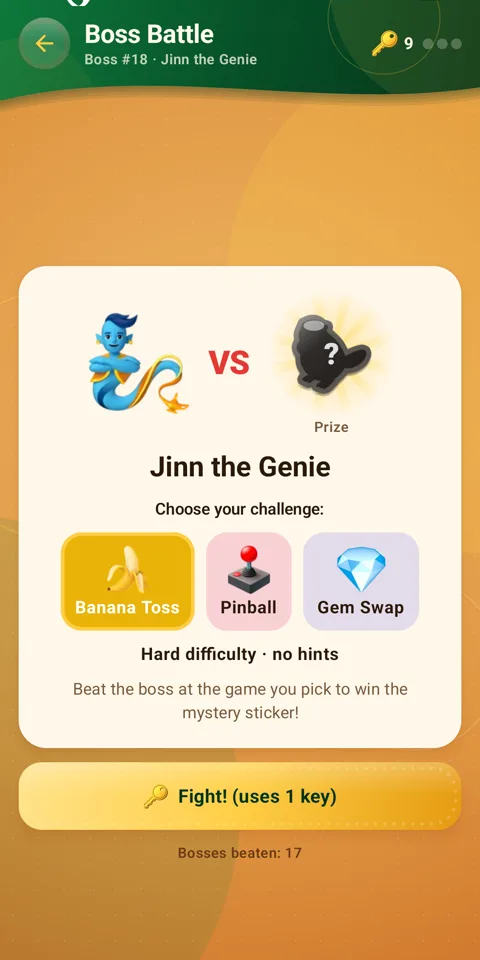 Boss Battle
Boss #18 · Jinn the Genie
9
VS
?
Prize
Jinn the Genie
Choose your challenge:
Banana Toss
Pinball
Gem Swap
Hard difficulty · no hints
Beat the boss at the game you pick to win the
mystery sticker!
Fight! (uses 1 key)
Bosses beaten: 17